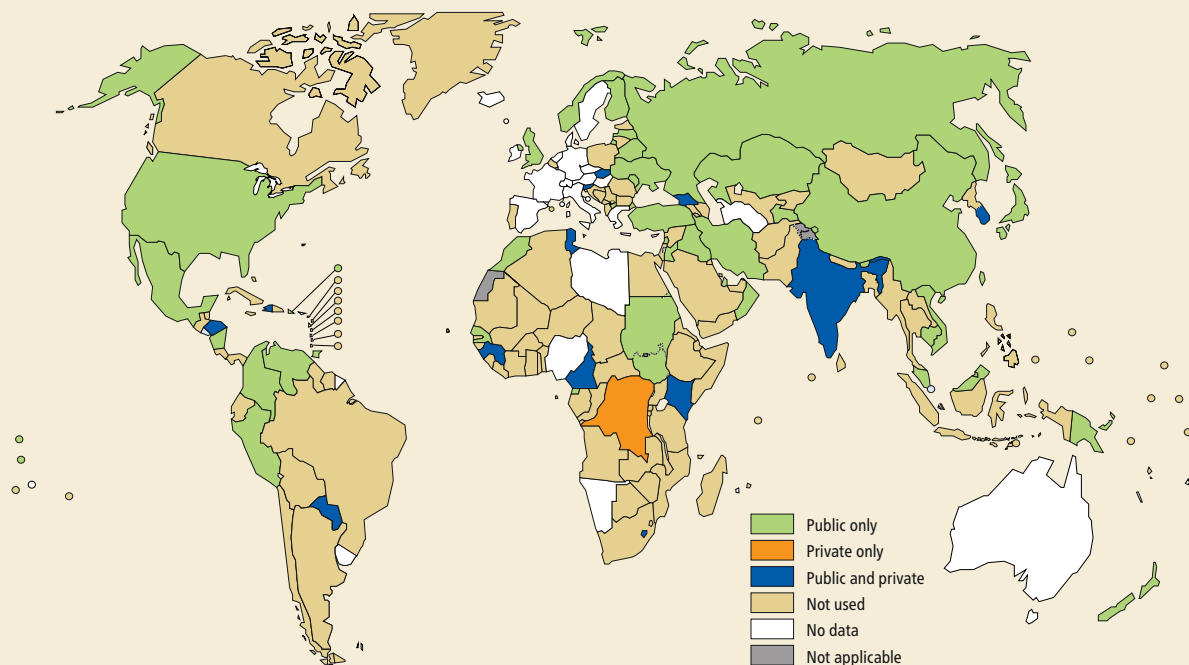 Public only
Private only
Public and private
Not used
No data
Not applicable